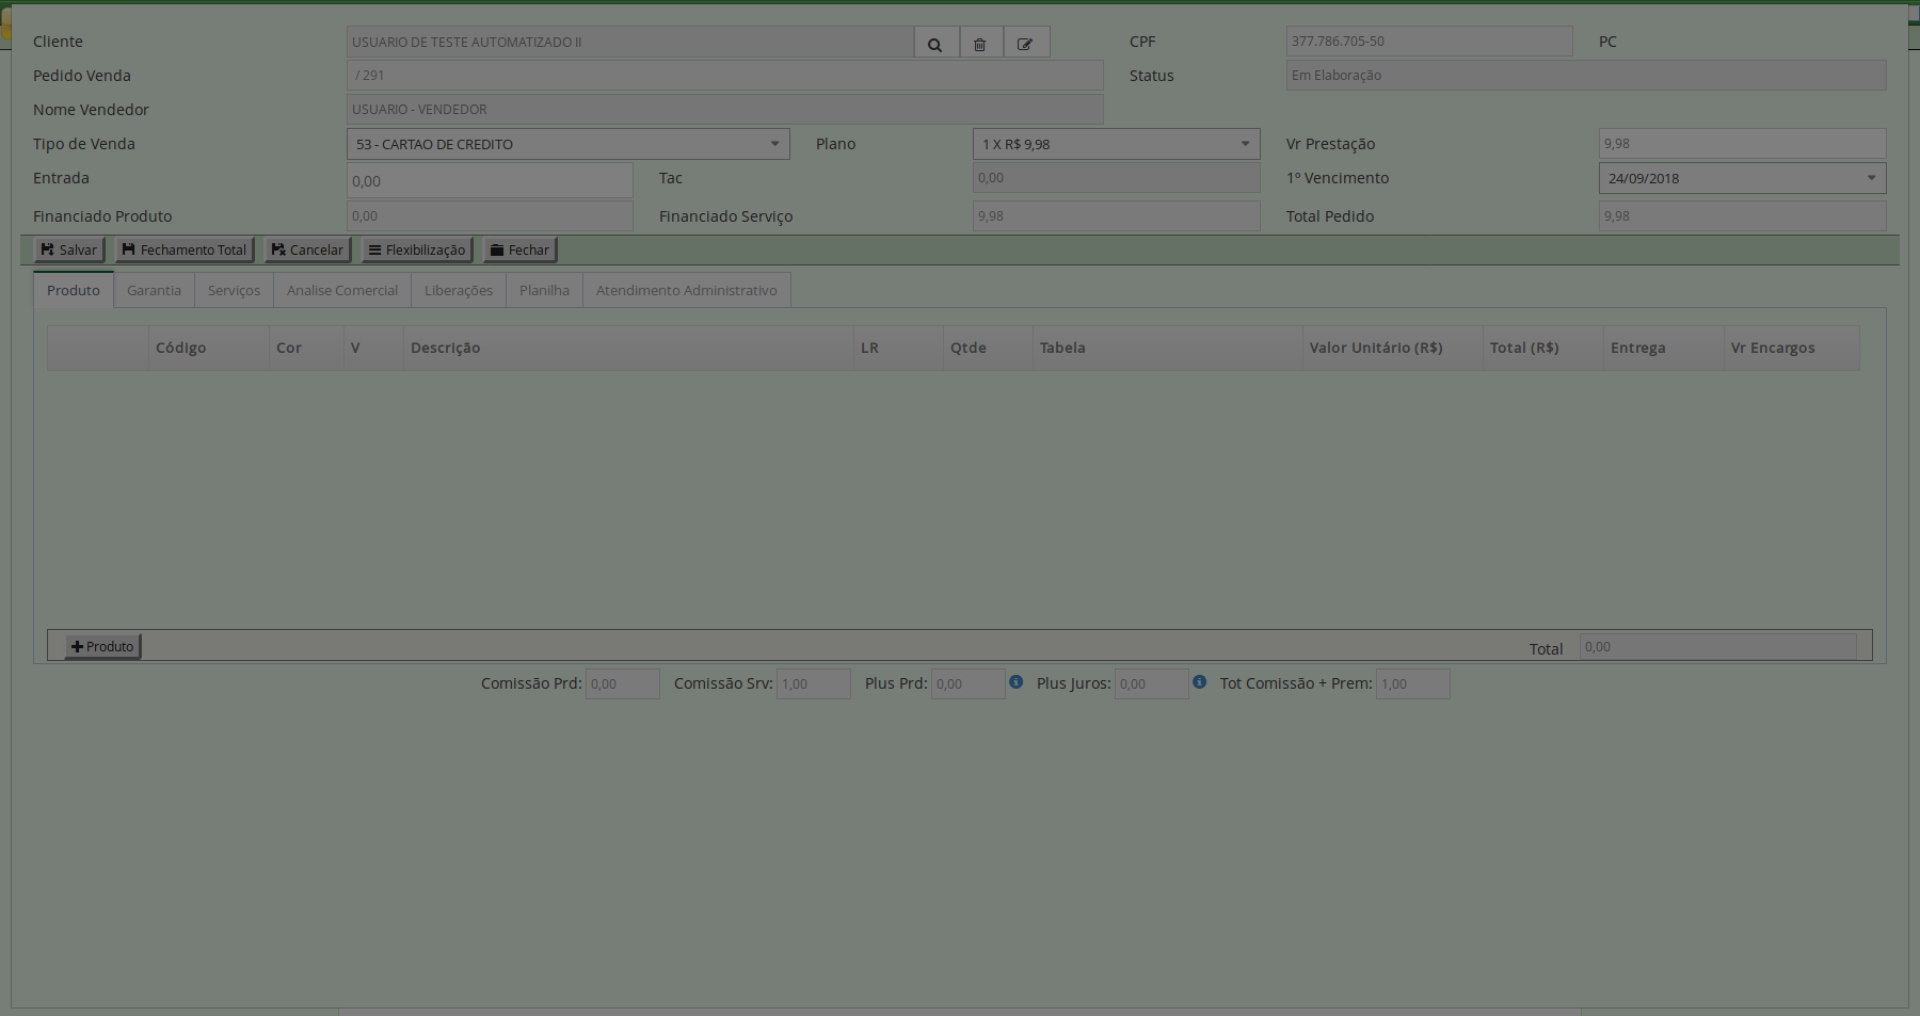 Cliente USUARIO DE TESTE AUTOMATIZADO II CPF 377.786.705-50 PC
Pedido Venda / 291 Status Em Elaboração
Nome Vendedor USUARIO - VENDEDOR
Tipo de Venda 53 - CARTAO DE CREDITO Plano 1 X R$ 9,98 Vr Prestação 9,98
Entrada 0,00 Tac 0,00 1º Vencimento 24/09/2018
Financiado Produto 0,00 Financiado Serviço 9,98 Total Pedido 9,98
Salvar Fechamento Total Cancelar Flexibilização Fechar
Produto Garantia Serviços Analise Comercial Liberações Planilha Atendimento Administrativo
Código Cor V Descrição LR Qtde Tabela Valor Unitário (R$) Total (R$) Entrega Vr Encargos
Produto Total 0,00
Comissão Prd: 0,00 Comissão Srv: 1,00 Plus Prd: 0,00 Plus Juros: 0,00 Tot Comissão + Prem: 1,00